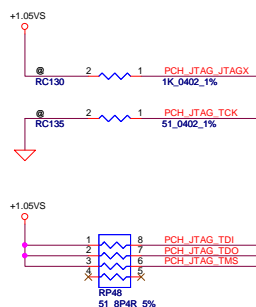 +1.05VS
@ 2 1 PCH_JTAG_JTAGX
RC130 1K_0402_1%
@ 2 1 PCH_JTAG_TCK
RC135 51_0402_1%
+1.05VS
1 8 PCH_JTAG_TDI
2 7 PCH_JTAG_TDO
3 6 PCH_JTAG_TMS
4 5
RP48
51_8P4R_5%